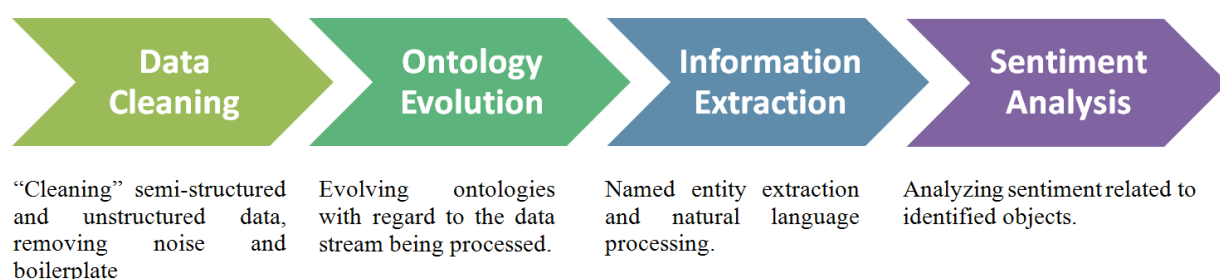 Data
Cleaning
Ontology
Evolution
Information
Extraction
Sentiment
Analysis
“Cleaning” semi-structured
and unstructured data,
removing noise and
boilerplate
Evolving ontologies
with regard to the data
stream being processed.
Named entity extraction
and natural language
processing.
Analyzing sentiment related to
identified objects.